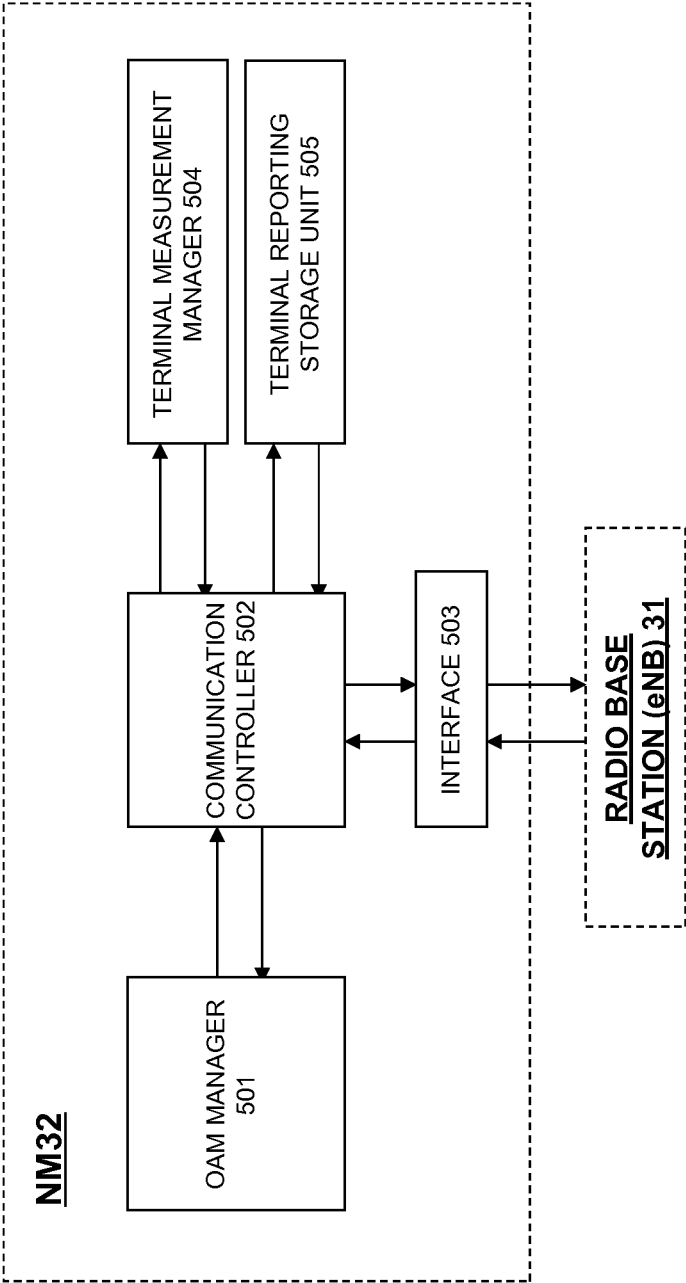 NM32
OAM MANAGER
501
COMMUNICATION
CONTROLLER 502
TERMINAL MEASUREMENT
MANAGER 504
TERMINAL REPORTING
STORAGE UNIT 505
INTERFACE 503
RADIO BASE
STATION (eNB) 31